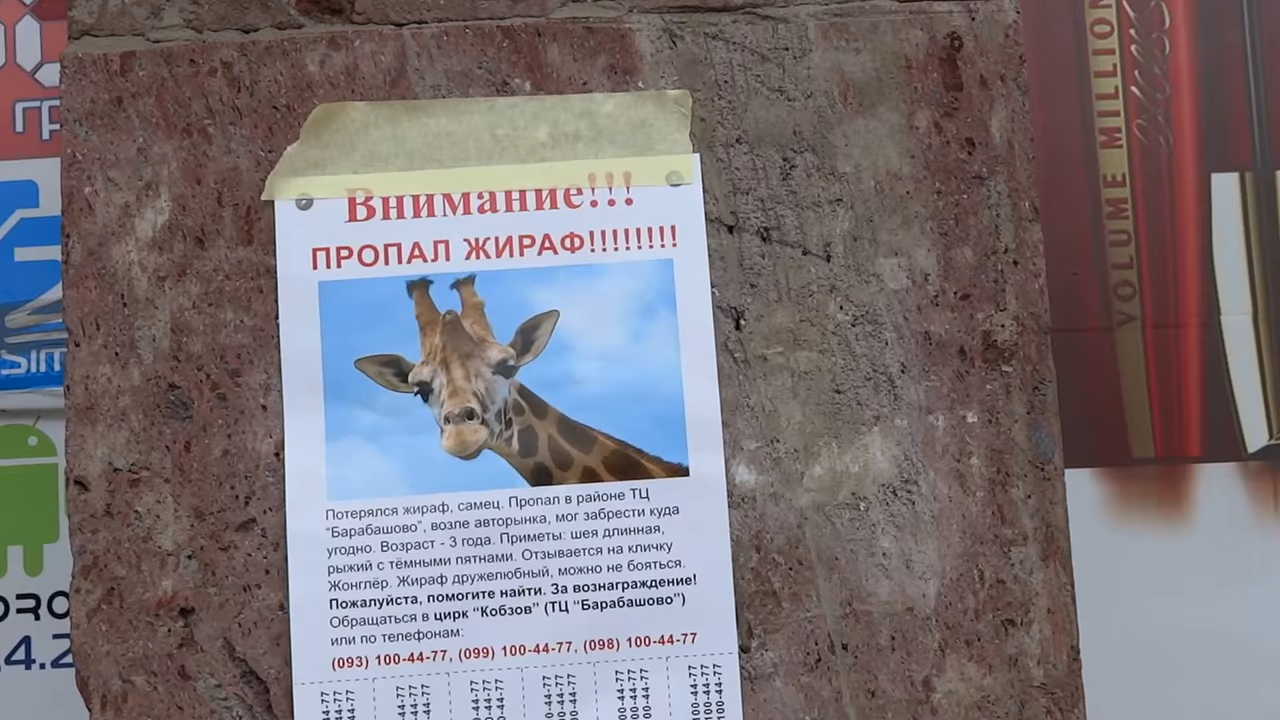 Внимание!!!
ПРОПАЛ ЖИРАФ!!!!!!!!
Потерялся жираф, самец. Пропал в районе ТЦ
“Барабашово”, возле авторынка, мог забрести куда
угодно. Возраст - 3 года. Приметы: шея длинная,
рыжий с тёмными пятнами. Отзывается на кличку
Жонглёр. Жираф дружелюбный, можно не бояться.
Пожалуйста, помогите найти. За вознаграждение!
Обращаться в цирк “Кобзов” (ТЦ “Барабашово”)
или по телефонам:
(093) 100-44-77, (099) 100-44-77, (098) 100-44-77
VOLUME MILLION
SIM
4.2